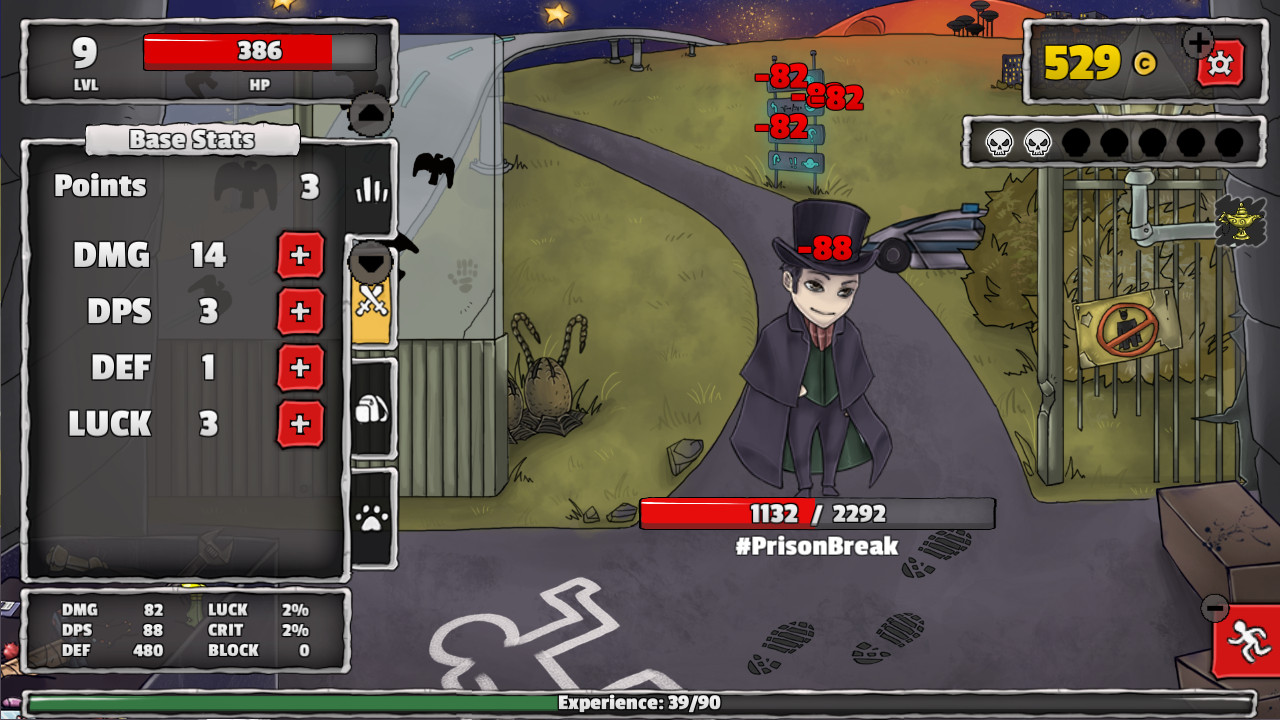 9
386
LVL
HP
Base Stats
Points 3
DMG 14 +
DPS 3 +
DEF 1 +
LUCK 3 +
DMG 82 LUCK 2%
DPS 88 CRIT 2%
DEF 480 BLOCK 0
-82
-82
-82
-88
529 C
1132 / 2292
#PrisonBreak
Experience: 39/90